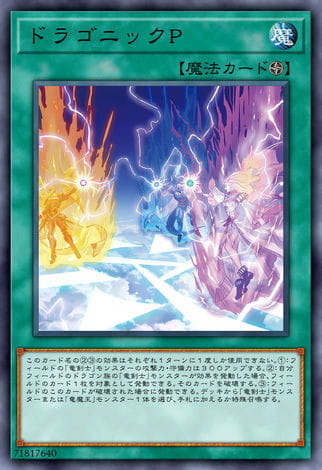 ドラゴニックP
魔
【魔法カード】
このカード名の②③の効果はそれぞれ1ターンに1度しか使用できない。①:フ
ィールドの「竜剣士」モンスターの攻撃力・守備力は300アップする。②:自分
フィールドのドラゴン族の「竜剣士」モンスターが効果を発動した場合、フィー
ルドのカード1枚を対象として発動できる。そのカードを破壊する。③:フィール
ドのこのカードが破壊された場合に発動できる。デッキから「竜剣士」モンス
ターまたは「竜魔王」モンスター1体を選び、手札に加えるか特殊召喚する。
71817640